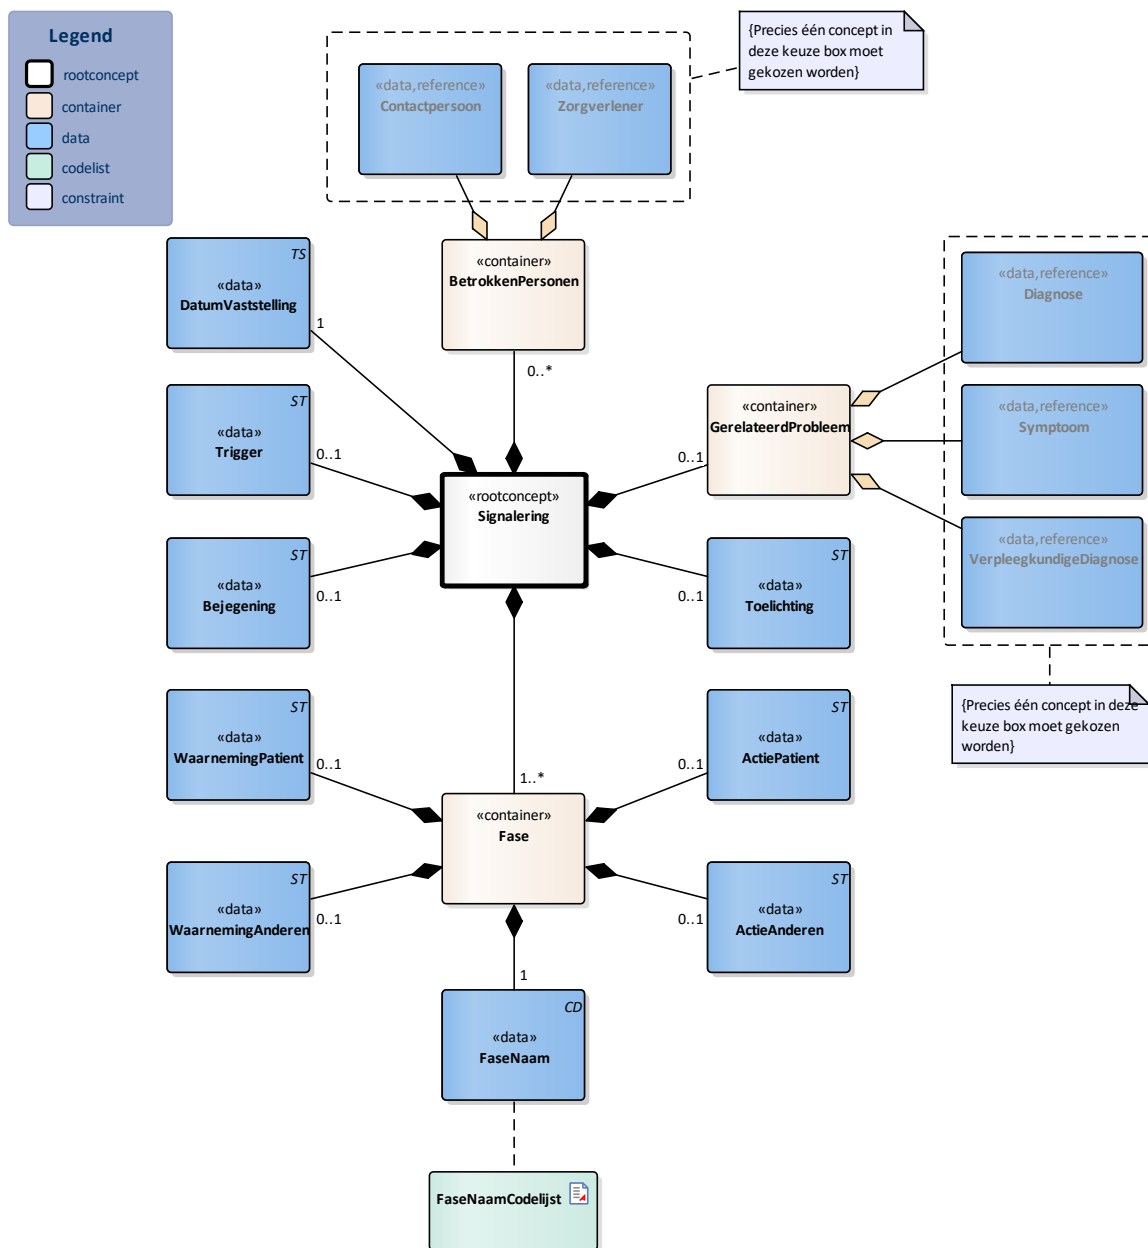 Legend
rootconcept
container
data
codelist
constraint
{Precies één concept in
deze keuze box moet
gekozen worden}
«data,reference»
Contactpersoon
«data,reference»
Zorgverlener
TS
«data»
DatumVaststelling
1
«container»
BetrokkenPersonen
0..*
«data,reference»
Diagnose
ST
«data»
Trigger
0..1
«container»
GerelateerdProbleem
0..1
«data,reference»
Symptoom
«rootconcept»
Signalering
ST
«data»
Bejegening
0..1
ST
«data»
Toelichting
0..1
«data,reference»
VerpleegkundigeDiagnose
{Precies één concept in deze
keuze box moet gekozen
worden}
ST
«data»
WaarnemingPatient
0..1
ST
«data»
ActiePatient
0..1
1..*
«container»
Fase
ST
«data»
WaarnemingAnderen
0..1
ST
«data»
ActieAnderen
0..1
1
CD
«data»
FaseNaam
FaseNaamCodelijst